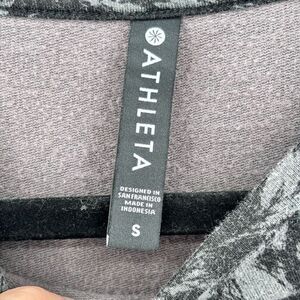 ATHLETA
DESIGNED IN
SAN FRANCISCO
MADE IN
INDONESIA
S